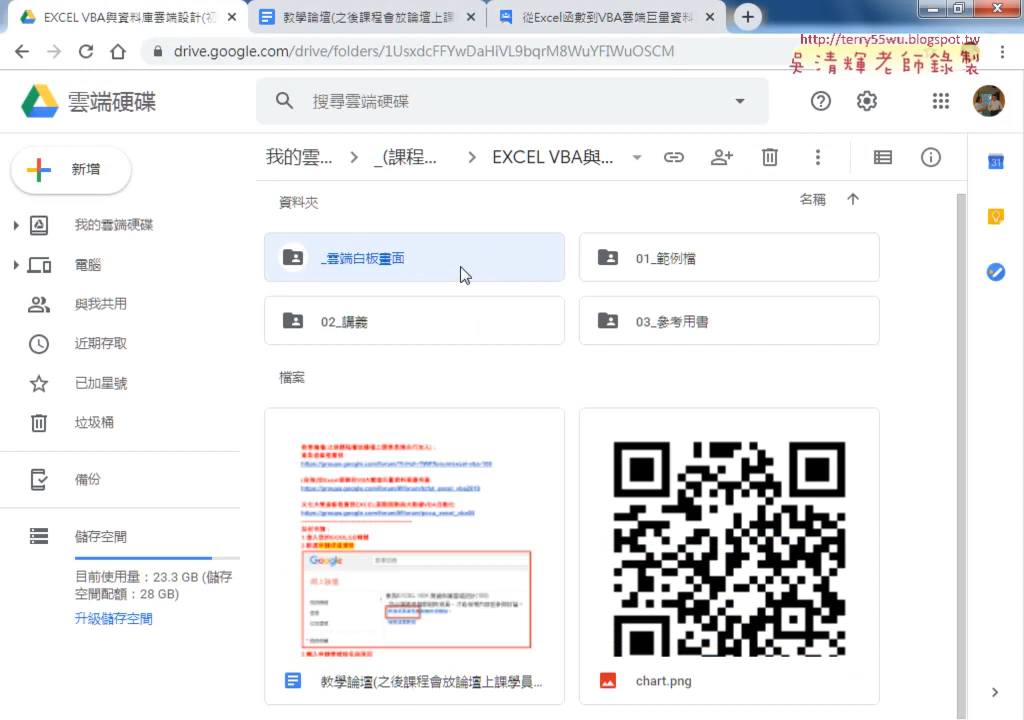 EXCEL VBA與資料庫雲端設計(初
教學論壇(之後課程會放論壇上課
從Excel函數到VBA雲端巨量資料
drive.google.com/drive/folders/1UsxdcFFYwDaHiVL9bqrM8WuYFIWuOSCM
http://terry55wu.blogspot.tw
吳清輝老師錄製
雲端硬碟
搜尋雲端硬碟
新增
我的雲端硬碟
電腦
與我共用
近期存取
已加星號
垃圾桶
備份
儲存空間
目前使用量：23.3 GB (儲存
空間配額：28 GB)
升級儲存空間
我的雲... > _(課程... > EXCEL VBA與...
資料夾
名稱
_雲端白板畫面
01_範例檔
02_講義
03_參考用書
檔案
Google
教學論壇(之後課程會放論壇上課學員...
chart.png
31